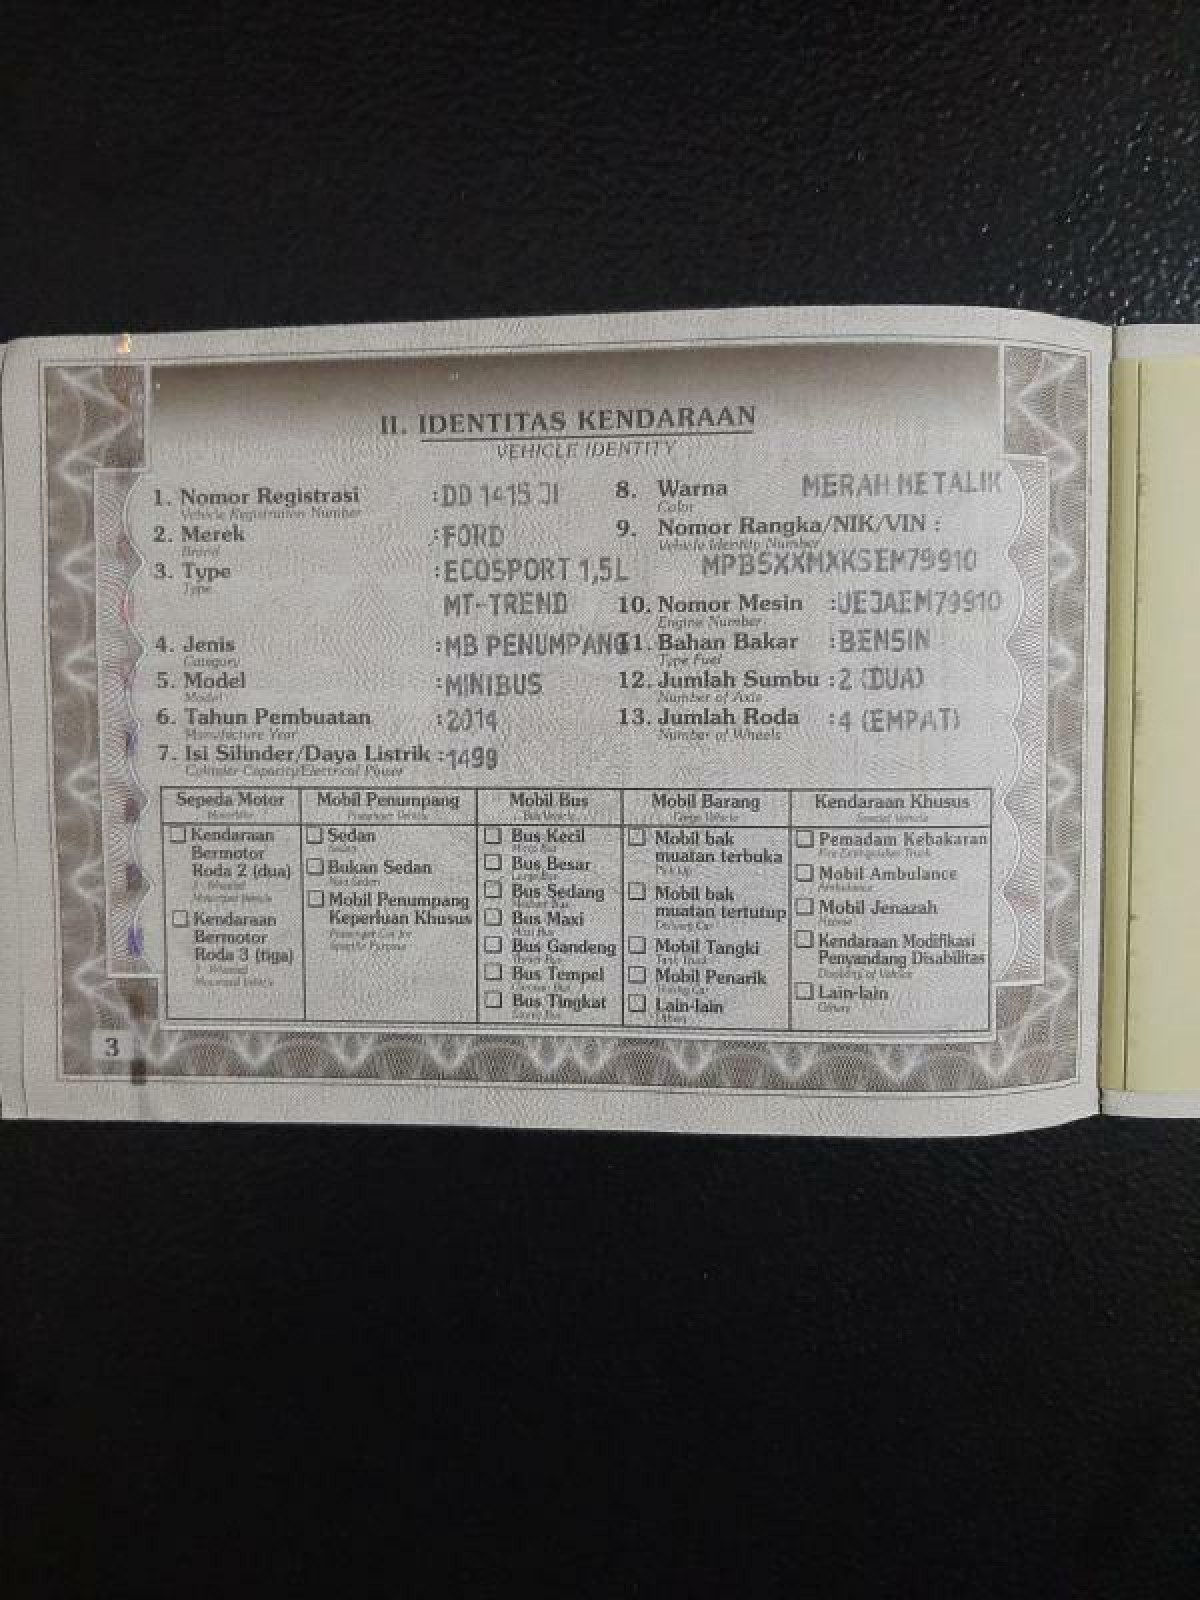 II. IDENTITAS KENDARAAN
VEHICLE IDENTITY
1. Nomor Registrasi : DD 1415 JI
Vehicle Registration Number
2. Merek : FORD
Brand
3. Type : ECOSPORT 1,5L
Type
MT-TREND
4. Jenis : MB PENUMPANG
Category
5. Model : MINIBUS
Model
6. Tahun Pembuatan : 2014
Manufacture Year
7. Isi Silinder/Daya Listrik : 1499
Colinder Capacity/Electrical Power
8. Warna MERAH METALIK
Color
9. Nomor Rangka/NIK/VIN :
Vehicle Identity Number
MPBSXXMXKSEM79910
10. Nomor Mesin : UEJAEM79910
Engine Number
11. Bahan Bakar : BENSIN
Type Fuel
12. Jumlah Sumbu : 2 (DUA)
Number of Axie
13. Jumlah Roda : 4 (EMPAT)
Number of Wheels
Sepeda Motor
Kendaraan
Bermotor
Roda 2 (dua)
Kendaraan
Bermotor
Roda 3 (tiga)
Mobil Penumpang
Passenger Vehicle
Sedan
Sedan
Bukan Sedan
Mobil Penumpang
Keperluan Khusus
Passenger Car for
Specific Purpose
Mobil Bus
Bus Kecil
Bus Besar
Bus Sedang
Bus Maxi
Bus Gandeng
Bus Tempel
Bus Tingkat
Mobil Barang
Mobil bak
muatan terbuka
Pick Up
Mobil bak
muatan tertutup
Mobil Tangki
Mobil Penarik
Lain-lain
Kendaraan Khusus
Special Vehicle
Pemadam Kebakaran
Fire Extinguisher Truck
Mobil Ambulance
Ambulance
Mobil Jenazah
Hearse
Kendaraan Modifikasi
Penyandang Disabilitas
Lain-lain
Others
3